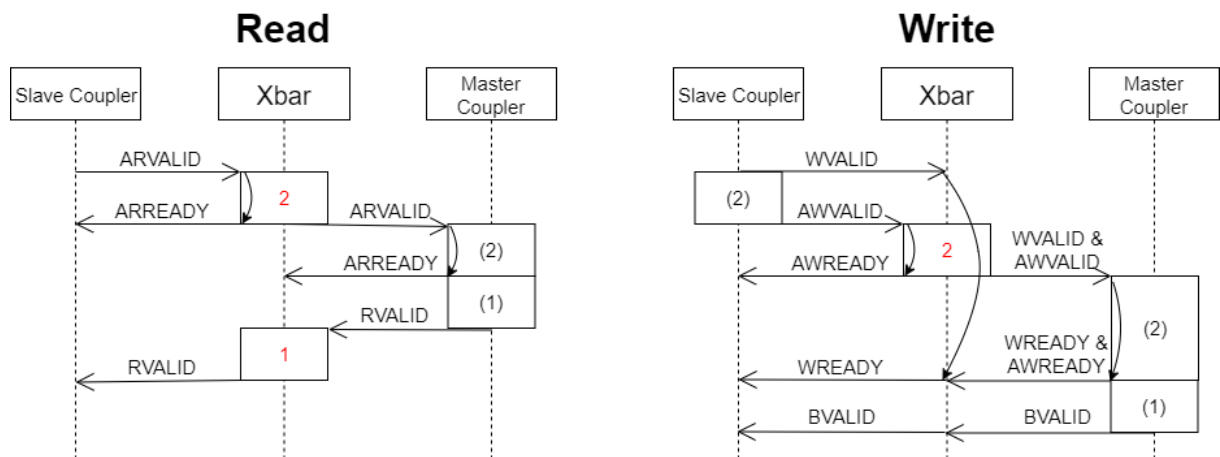 Read
Slave Coupler
Xbar
Master
Coupler
ARVALID
2
ARREADY
ARVALID
(2)
ARREADY
(1)
RVALID
1
RVALID
Write
Slave Coupler
Xbar
Master
Coupler
WVALID
(2)
AWVALID
2
WVALID &
AWVALID
AWREADY
(2)
WREADY &
AWREADY
WREADY
(1)
BVALID
BVALID